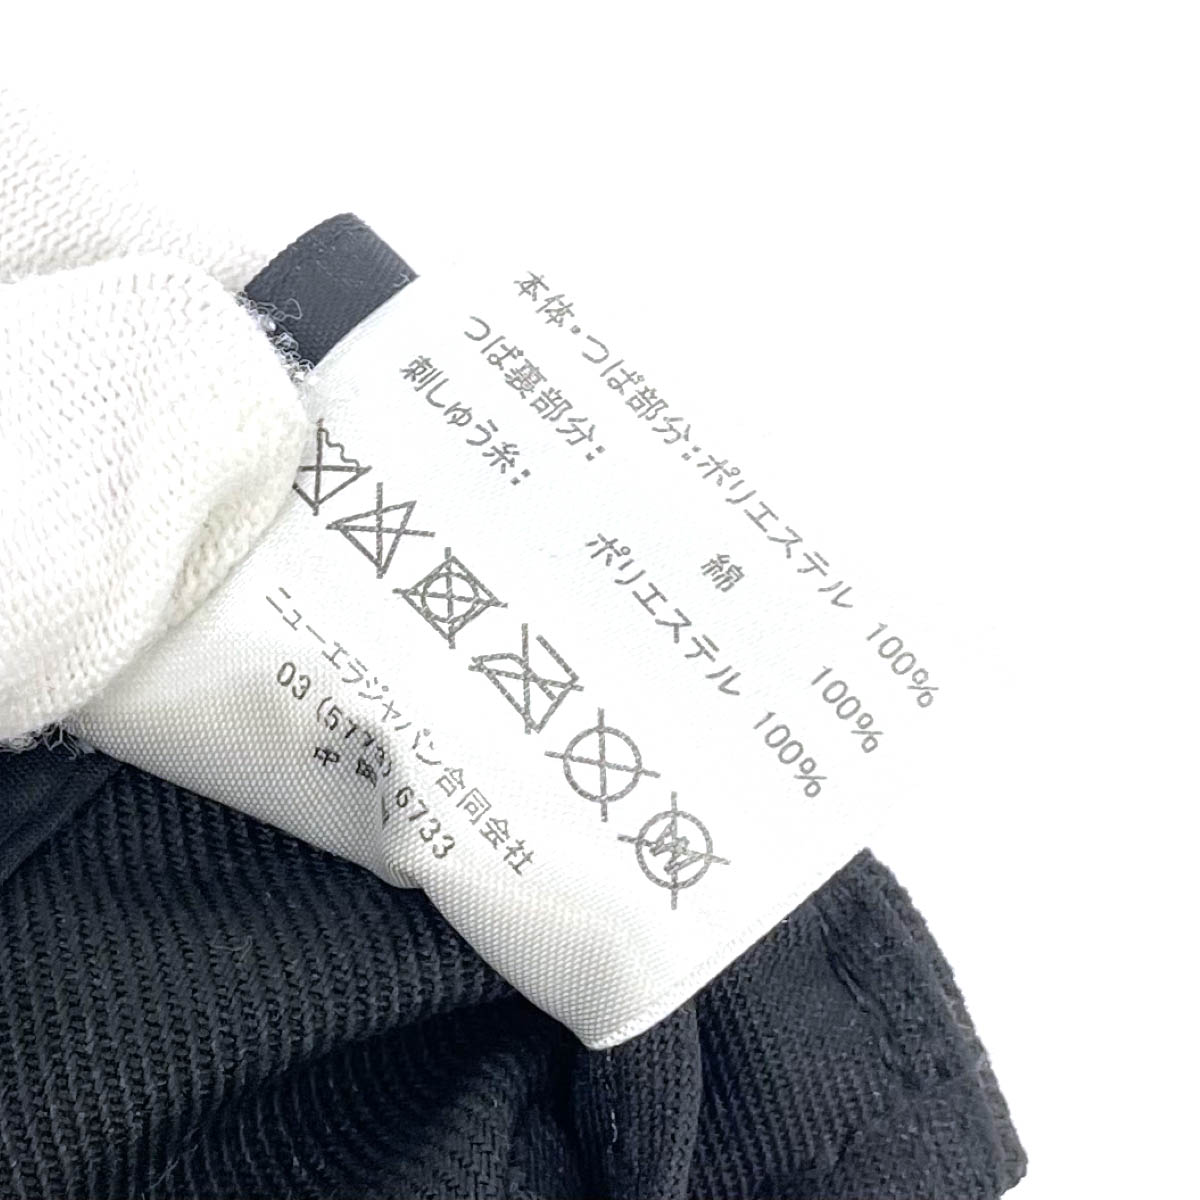 本体・つば部分：ポリエステル 100%
つば裏部分： 綿 100%
刺しゅう糸： ポリエステル 100%
ニューエラジャパン合同会社
03 (5773) 6733
中国